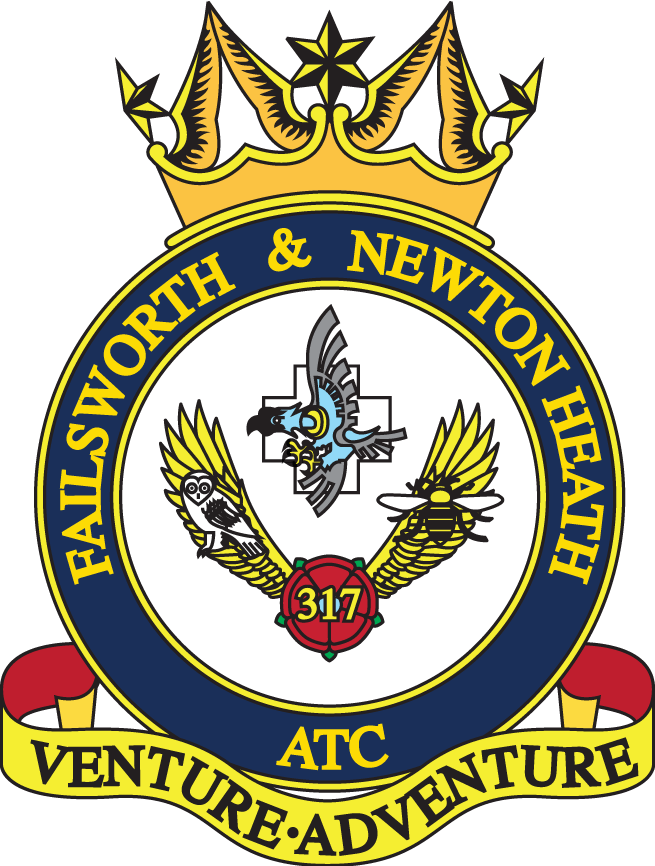 FAILSWORTH & NEWTON HEATH
317
ATC
VENTURE·ADVENTURE